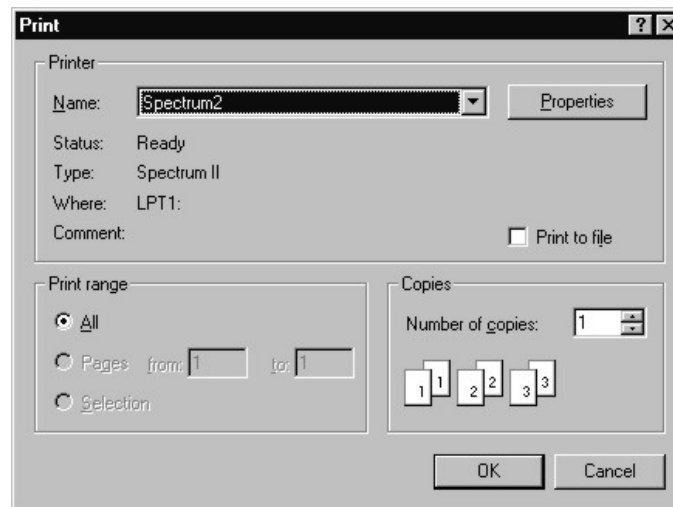 Print
Printer
Name: Spectrum2 Properties
Status: Ready
Type: Spectrum II
Where: LPT1:
Comment: Print to file
Print range
All
Pages from: 1 to: 1
Selection
Copies
Number of copies: 1
1 1 2 2 3 3
OK Cancel